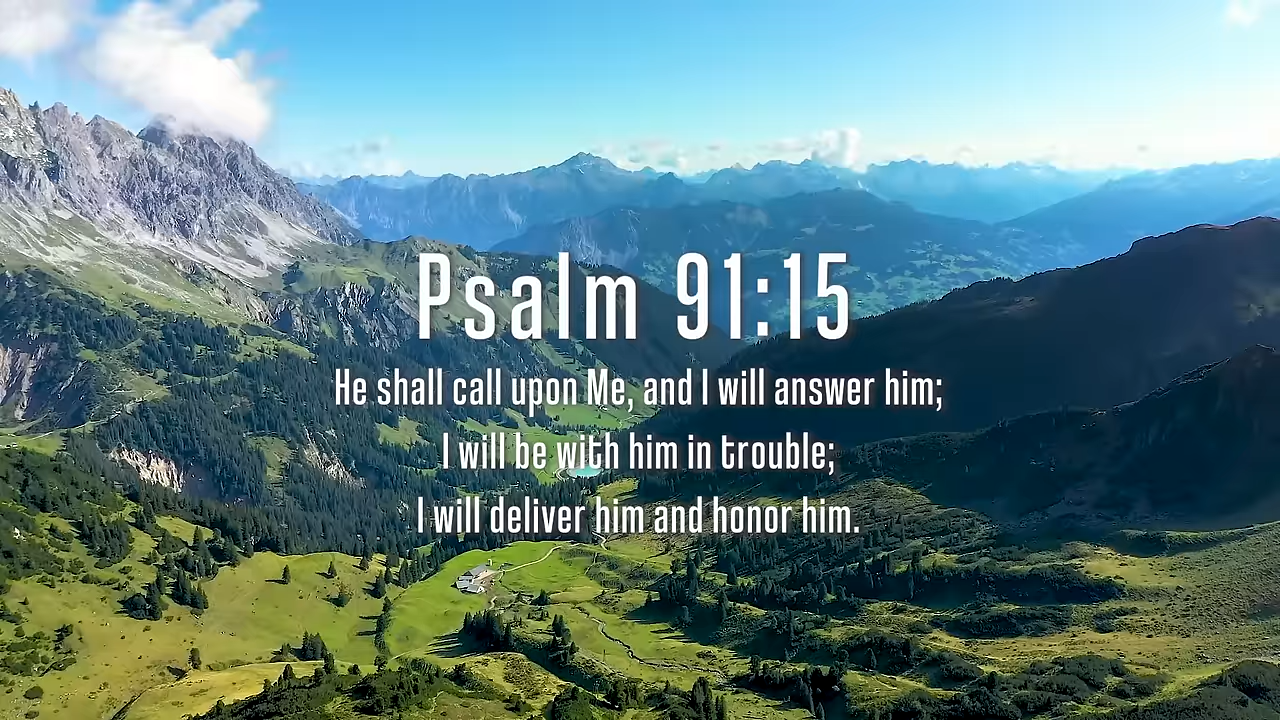 Psalm 91:15
He shall call upon Me, and I will answer him;
I will be with him in trouble;
I will deliver him and honor him.